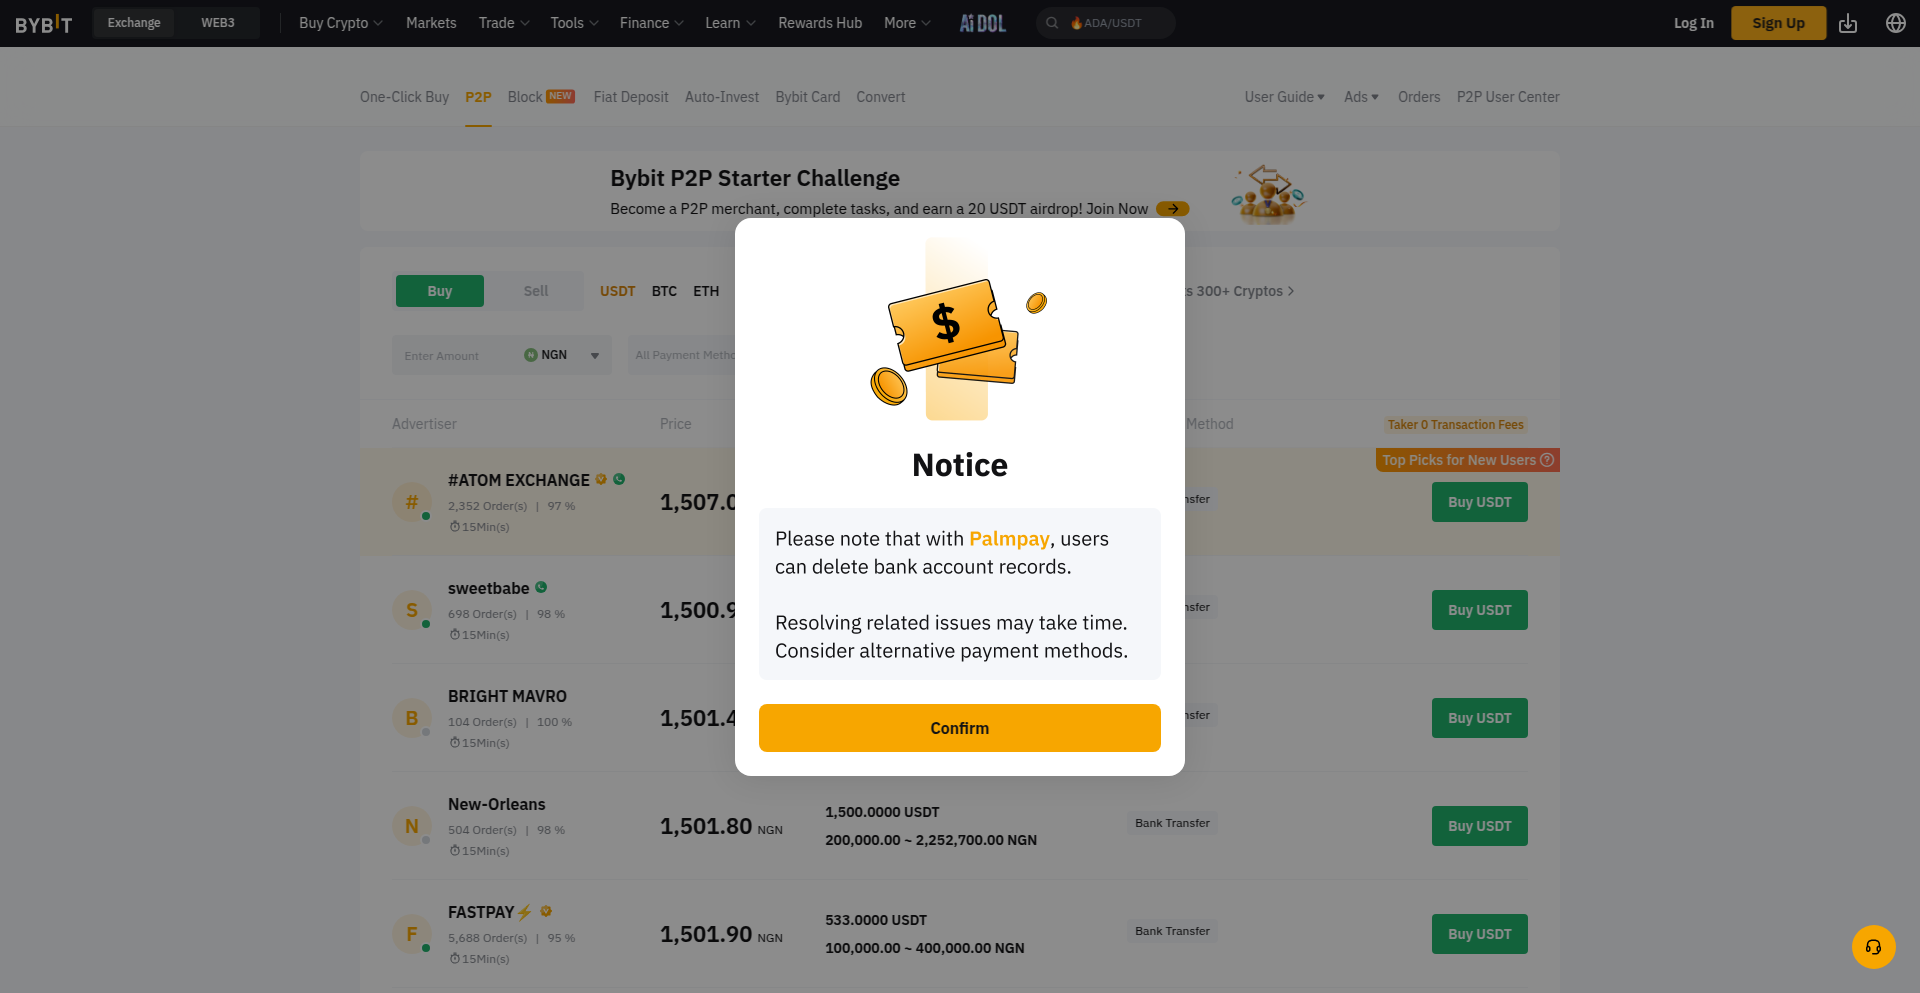 BYBIT Exchange WEB3 Buy Crypto Markets Trade Tools Finance Learn Rewards Hub More AiDOL ADA/USDT Log In Sign Up
One-Click Buy P2P Block NEW Fiat Deposit Auto-Invest Bybit Card Convert User Guide Ads Orders P2P User Center
Bybit P2P Starter Challenge
Become a P2P merchant, complete tasks, and earn a 20 USDT airdrop! Join Now
Buy Sell USDT BTC ETH 300+ Cryptos
Enter Amount NGN All Payment
Advertiser Price Method Taker 0 Transaction Fees
Top Picks for New Users
# #ATOM EXCHANGE
2,352 Order(s) | 97 %
15Min(s)
1,507.0
Buy USDT
S sweetbabe
698 Order(s) | 98 %
15Min(s)
1,500.9
Buy USDT
B BRIGHT MAVRO
104 Order(s) | 100 %
15Min(s)
1,501.4
Buy USDT
$
Notice
Please note that with Palmpay, users
can delete bank account records.
Resolving related issues may take time.
Consider alternative payment methods.
Confirm
N New-Orleans
504 Order(s) | 98 %
15Min(s)
1,501.80 NGN
1,500.0000 USDT
200,000.00 ~ 2,252,700.00 NGN
Bank Transfer
Buy USDT
F FASTPAY
5,688 Order(s) | 95 %
15Min(s)
1,501.90 NGN
533.0000 USDT
100,000.00 ~ 400,000.00 NGN
Bank Transfer
Buy USDT